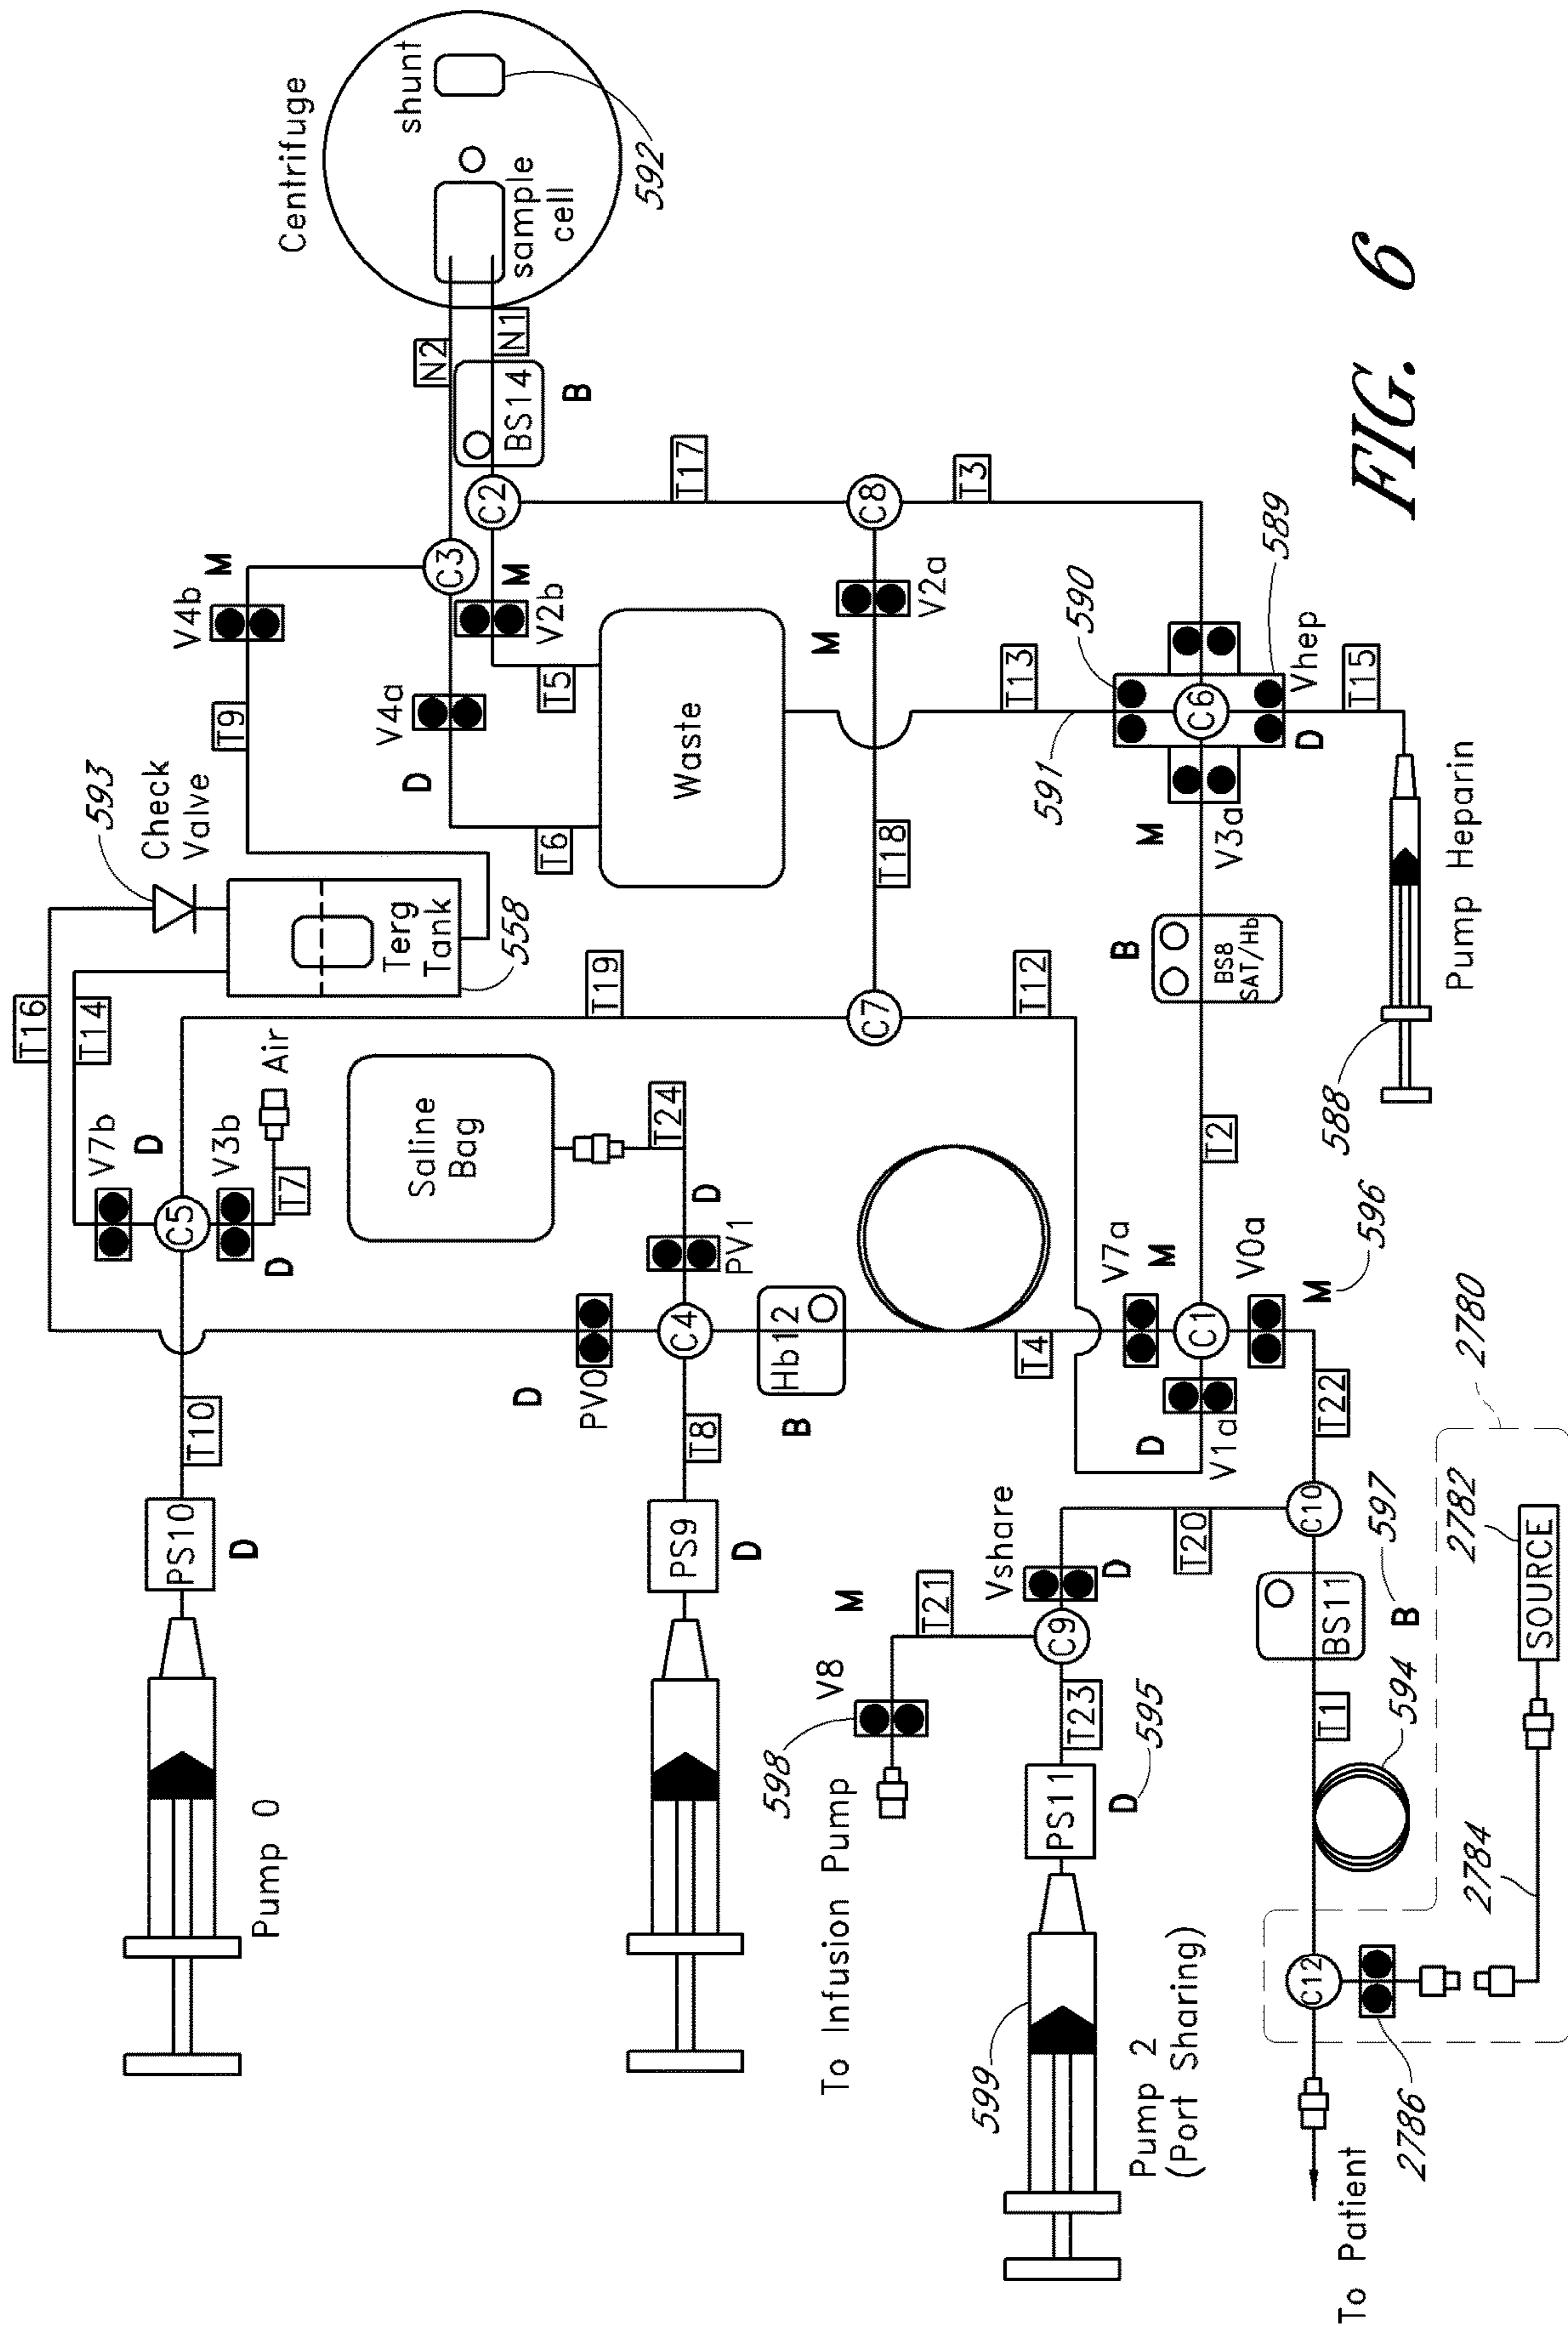 Centrifuge
shunt
592
sample
cell
N2
N1
BS14
B
C2
C3
M
V4b
T9
T17
C8
T3
M
V2b
V4a
D
T5
T6
Waste
V2a
M
T18
T13
590
589
591
C6
Vhep
D
T15
V3a
M
B
BS8
SAT/Hb
Pump Heparin
588
593
Check
Valve
Terg
Tank
558
T16
T14
T19
C7
T12
Air
V7b
D
V3b
T7
D
C5
Saline
Bag
T24
D
PV1
PV0
D
C4
Hb12
B
T4
V7a
M
T2
C1
V0a
M
596
V1a
D
T22
T10
PS10
D
Pump 0
T8
PS9
D
Vshare
D
T20
C10
M
T21
V8
598
C9
T23
PS11
D
595
To Infusion Pump
599
Pump 2
(Port Sharing)
BS11
B
597
T1
594
2780
2782
SOURCE
2784
C12
2786
To Patient
FIG. 6